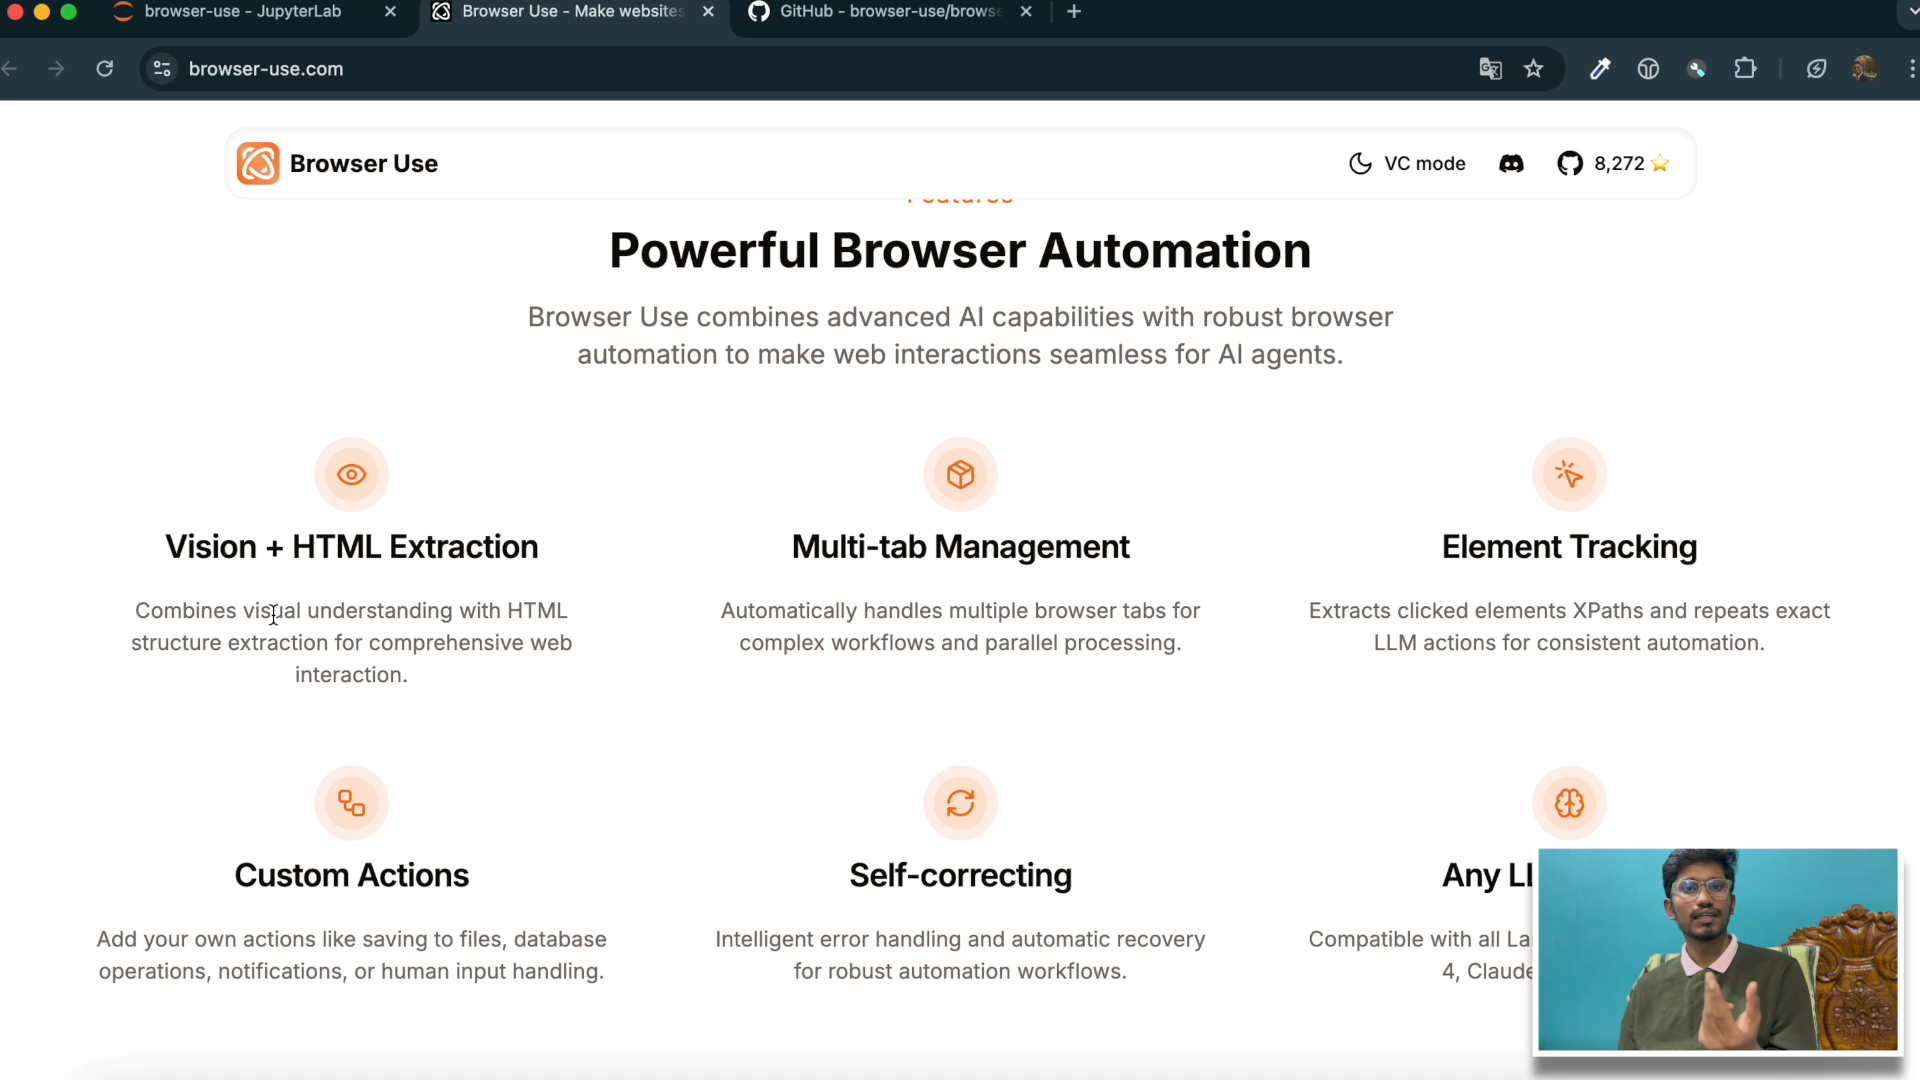 browser-use - JupyterLab
Browser Use - Make websites
GitHub - browser-use/browse
browser-use.com
Browser Use
VC mode
8,272
Features
Powerful Browser Automation
Browser Use combines advanced AI capabilities with robust browser
automation to make web interactions seamless for AI agents.
Vision + HTML Extraction
Combines visual understanding with HTML
structure extraction for comprehensive web
interaction.
Multi-tab Management
Automatically handles multiple browser tabs for
complex workflows and parallel processing.
Element Tracking
Extracts clicked elements XPaths and repeats exact
LLM actions for consistent automation.
Custom Actions
Add your own actions like saving to files, database
operations, notifications, or human input handling.
Self-correcting
Intelligent error handling and automatic recovery
for robust automation workflows.
Any LL
Compatible with all La
4, Claude